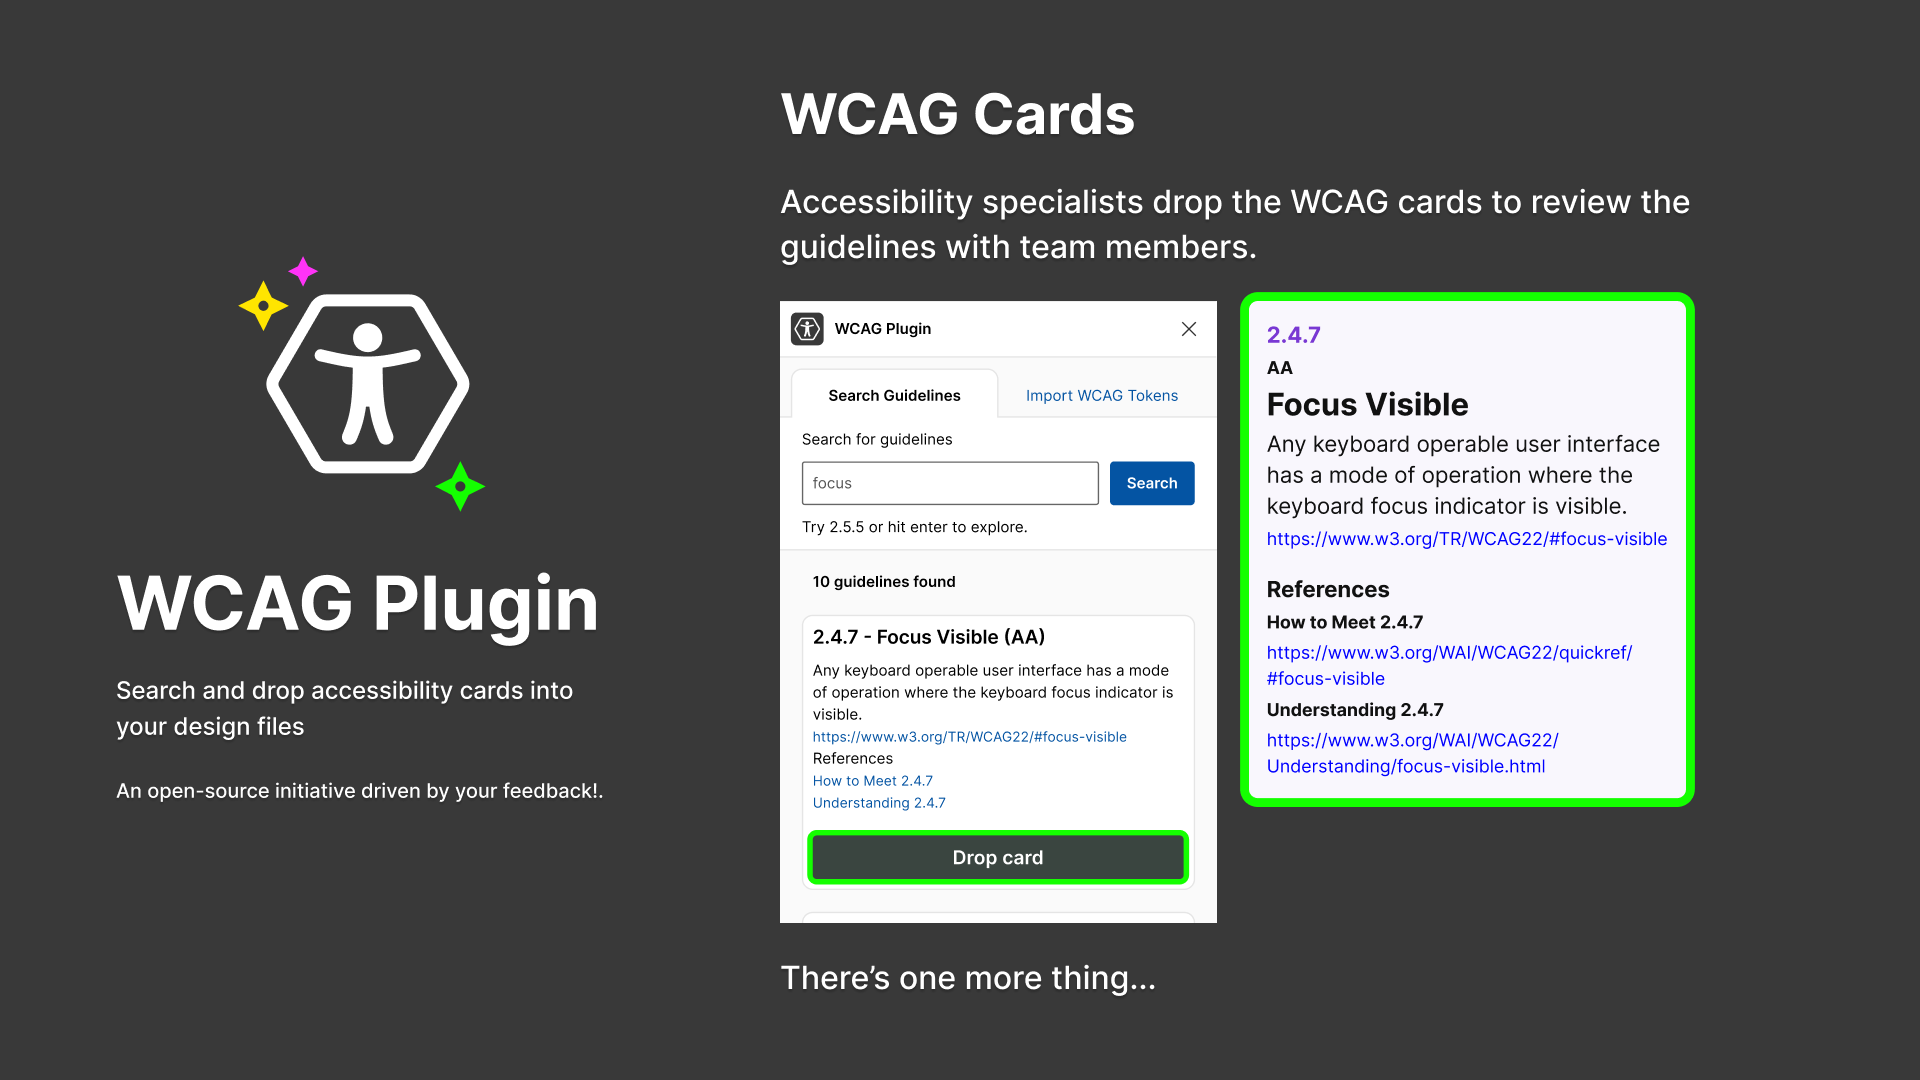 WCAG Plugin
Search and drop accessibility cards into
your design files
An open-source initiative driven by your feedback!.
WCAG Cards
Accessibility specialists drop the WCAG cards to review the
guidelines with team members.
WCAG Plugin
Search Guidelines
Import WCAG Tokens
Search for guidelines
focus
Search
Try 2.5.5 or hit enter to explore.
10 guidelines found
2.4.7 - Focus Visible (AA)
Any keyboard operable user interface has a mode
of operation where the keyboard focus indicator is
visible.
https://www.w3.org/TR/WCAG22/#focus-visible
References
How to Meet 2.4.7
Understanding 2.4.7
Drop card
2.4.7
AA
Focus Visible
Any keyboard operable user interface
has a mode of operation where the
keyboard focus indicator is visible.
https://www.w3.org/TR/WCAG22/#focus-visible
References
How to Meet 2.4.7
https://www.w3.org/WAI/WCAG22/quickref/
#focus-visible
Understanding 2.4.7
https://www.w3.org/WAI/WCAG22/
Understanding/focus-visible.html
There’s one more thing...